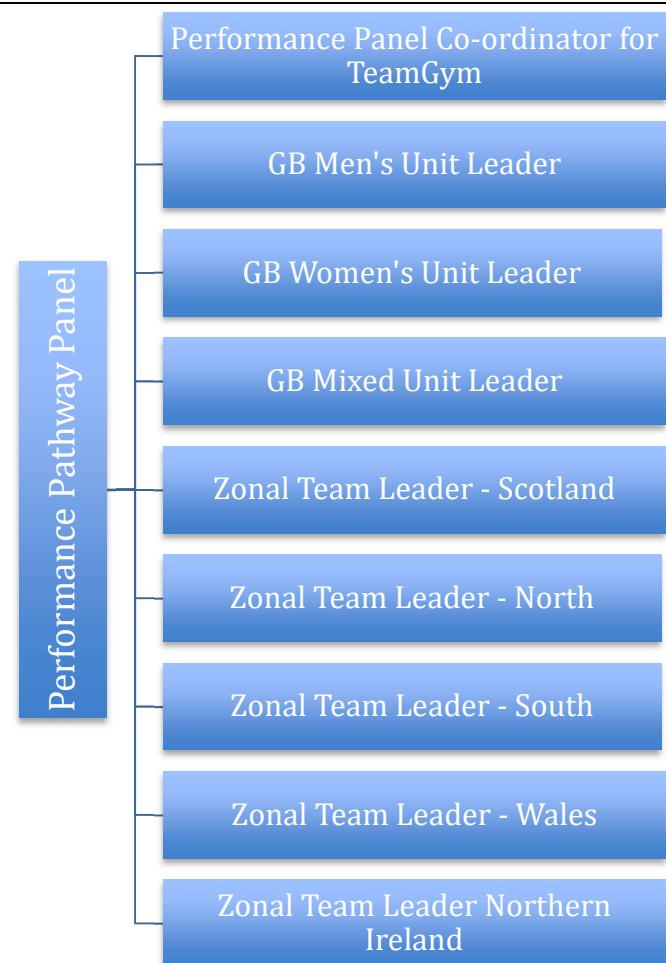 Performance Pathway Panel
Performance Panel Co-ordinator for
TeamGym
GB Men's Unit Leader
GB Women's Unit Leader
GB Mixed Unit Leader
Zonal Team Leader - Scotland
Zonal Team Leader - North
Zonal Team Leader - South
Zonal Team Leader - Wales
Zonal Team Leader Northern
Ireland